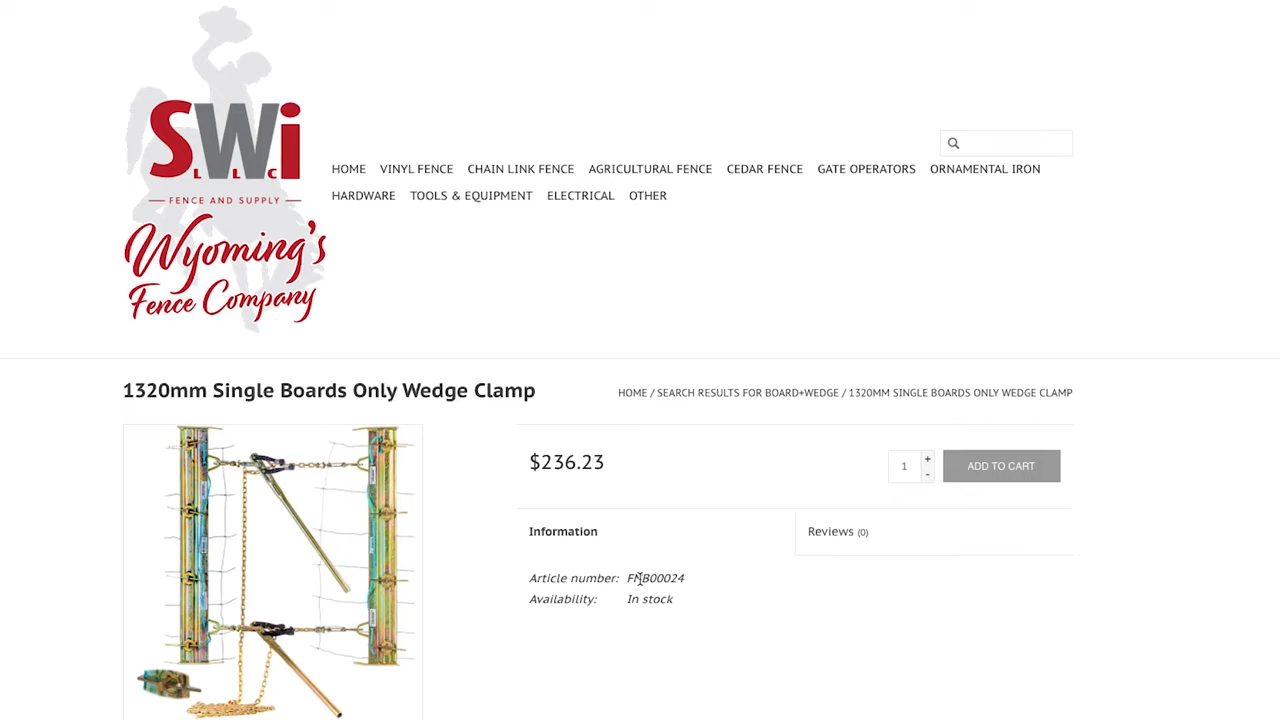 SWi
LLC
FENCE AND SUPPLY
Wyoming's
Fence Company
HOME VINYL FENCE CHAIN LINK FENCE AGRICULTURAL FENCE CEDAR FENCE GATE OPERATORS ORNAMENTAL IRON
HARDWARE TOOLS & EQUIPMENT ELECTRICAL OTHER
1320mm Single Boards Only Wedge Clamp
HOME / SEARCH RESULTS FOR BOARD+WEDGE / 1320MM SINGLE BOARDS ONLY WEDGE CLAMP
$236.23
1 + - ADD TO CART
Information
Reviews (0)
Article number:
Availability: In stock